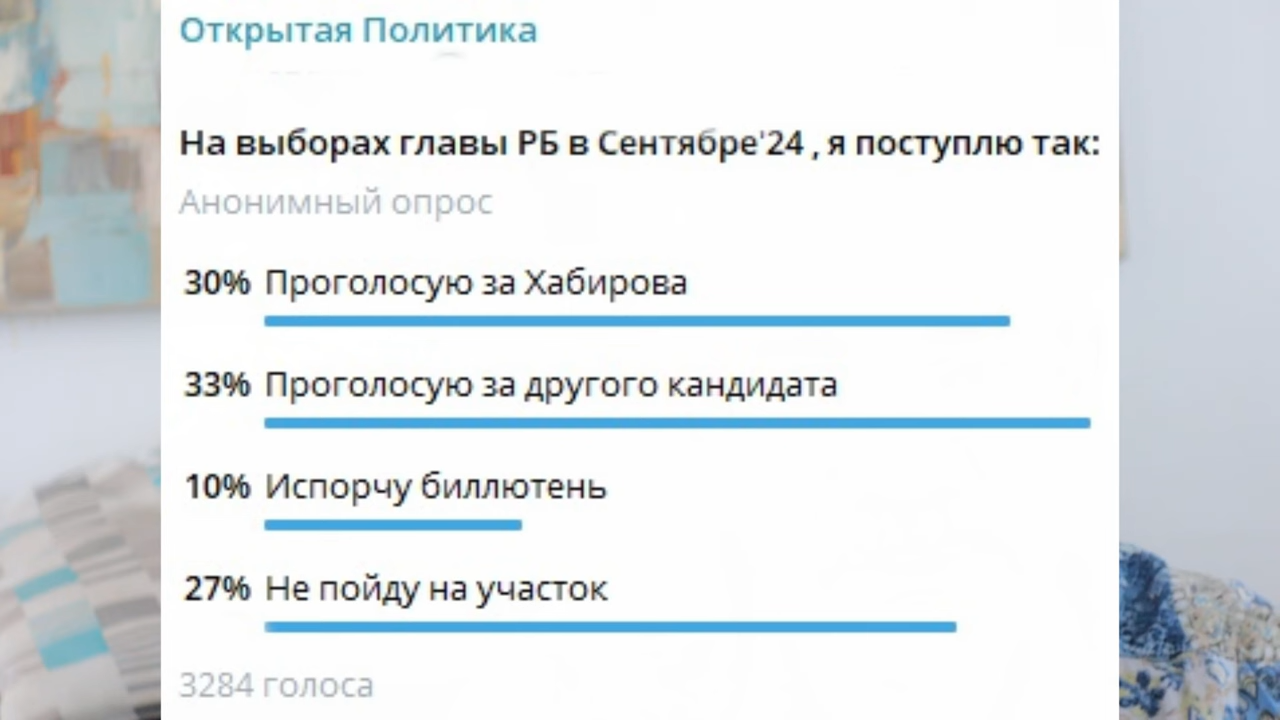 Открытая Политика
На выборах главы РБ в Сентябре'24 , я поступлю так:
Анонимный опрос
30% Проголосую за Хабирова
33% Проголосую за другого кандидата
10% Испорчу биллютень
27% Не пойду на участок
3284 голоса